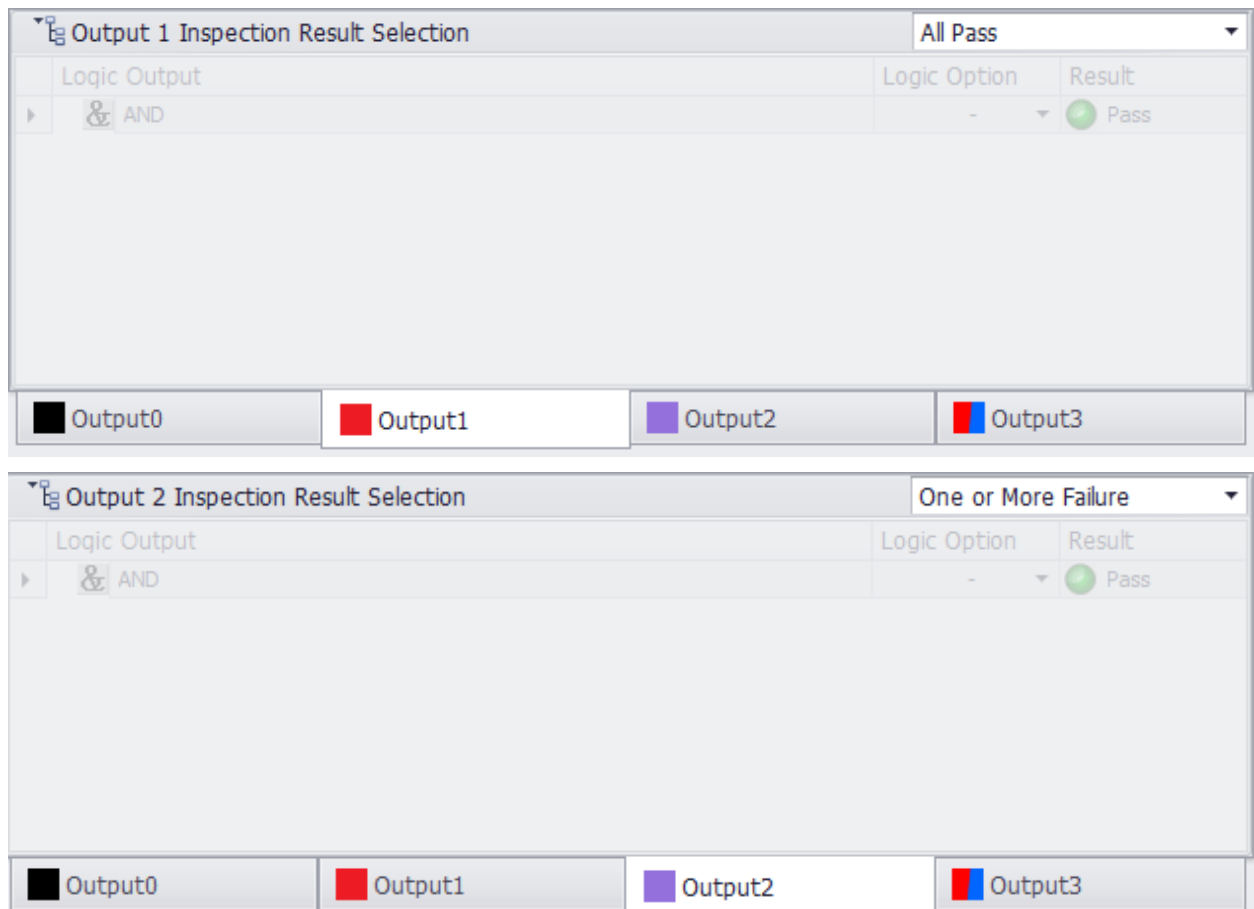 Output 1 Inspection Result Selection All Pass
Logic Output Logic Option Result
& AND - Pass
Output0 Output1 Output2 Output3
Output 2 Inspection Result Selection One or More Failure
Logic Output Logic Option Result
& AND - Pass
Output0 Output1 Output2 Output3